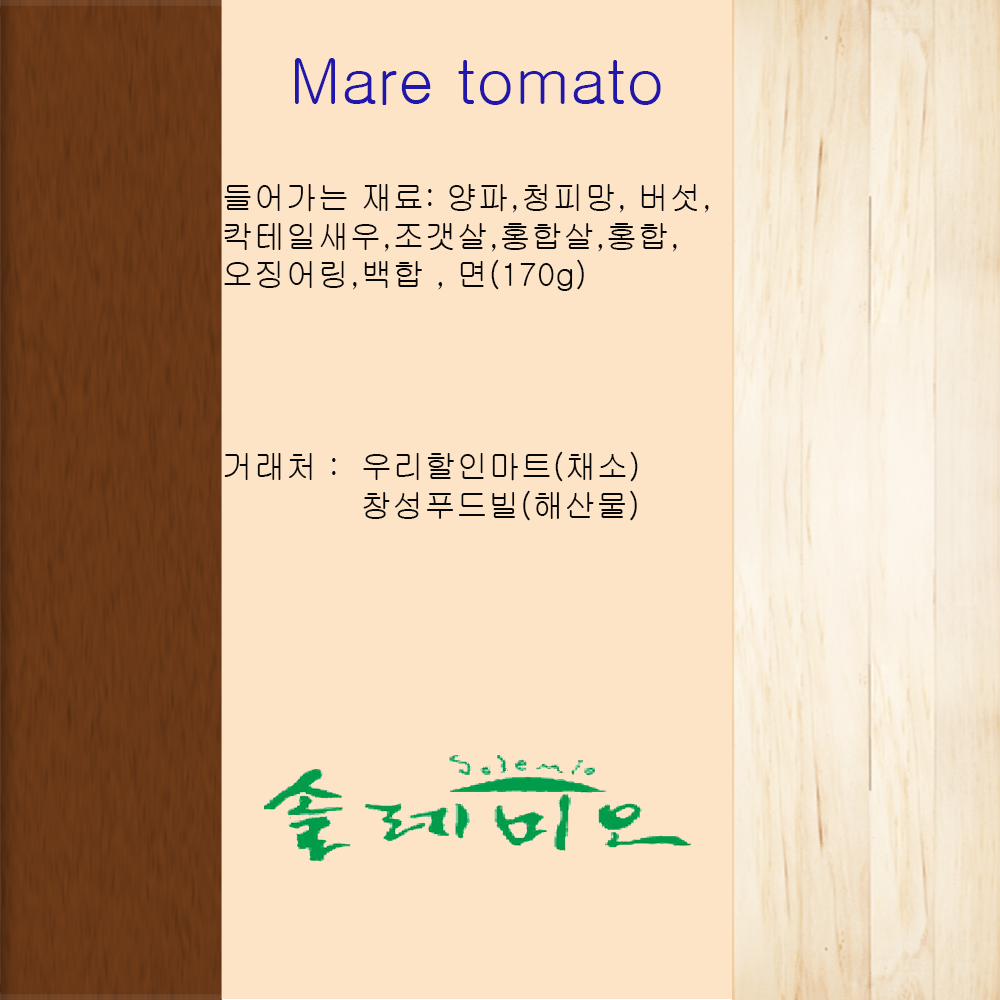 Mare tomato
들어가는 재료: 양파,청피망, 버섯,
칵테일새우,조갯살,홍합살,홍합,
오징어링,백합 , 면(170g)
거래처 : 우리할인마트(채소)
창성푸드빌(해산물)
Solemio
솔레미오